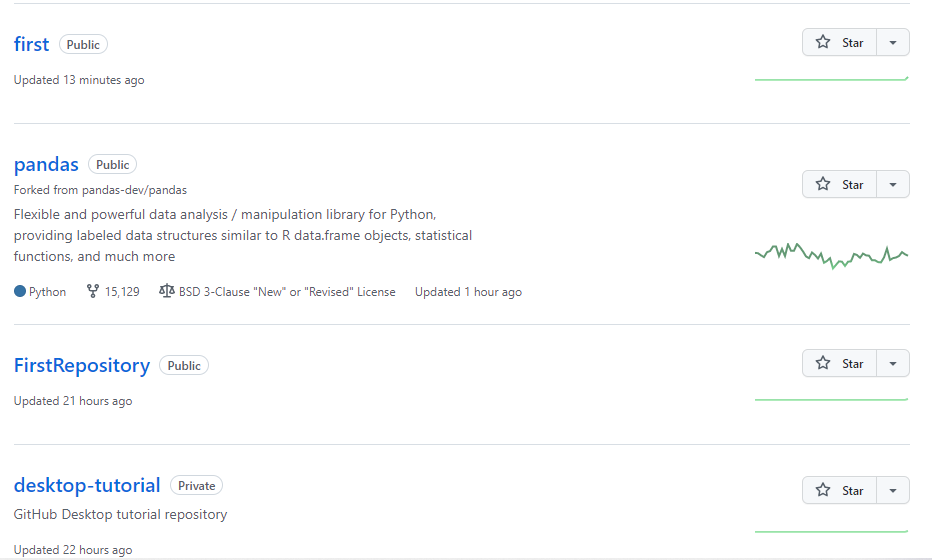 first Public Star
Updated 13 minutes ago
pandas Public
Forked from pandas-dev/pandas Star
Flexible and powerful data analysis / manipulation library for Python,
providing labeled data structures similar to R data.frame objects, statistical
functions, and much more
Python 15,129 BSD 3-Clause "New" or "Revised" License Updated 1 hour ago
FirstRepository Public Star
Updated 21 hours ago
desktop-tutorial Private Star
GitHub Desktop tutorial repository
Updated 22 hours ago